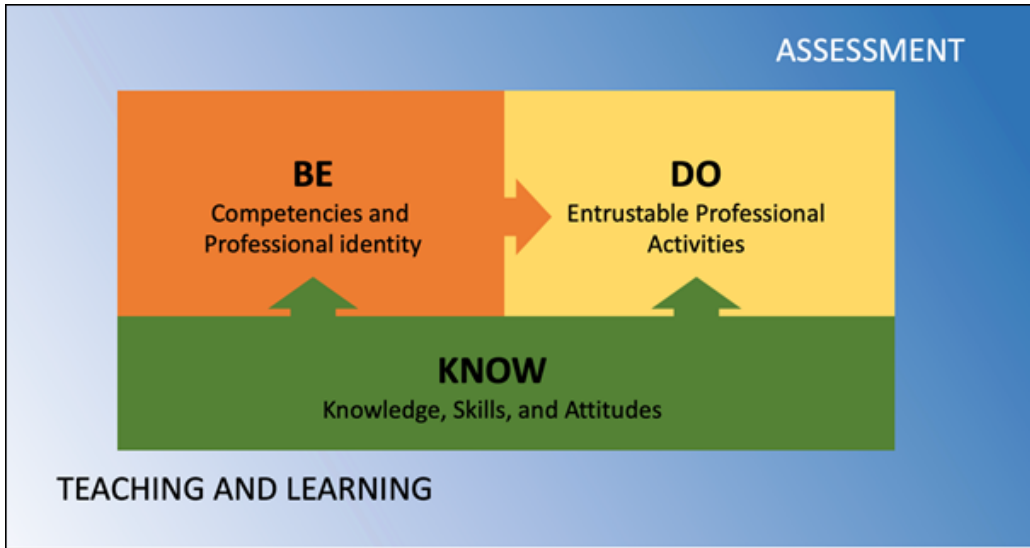 ASSESSMENT
BE
Competencies and
Professional identity
DO
Entrustable Professional
Activities
KNOW
Knowledge, Skills, and Attitudes
TEACHING AND LEARNING